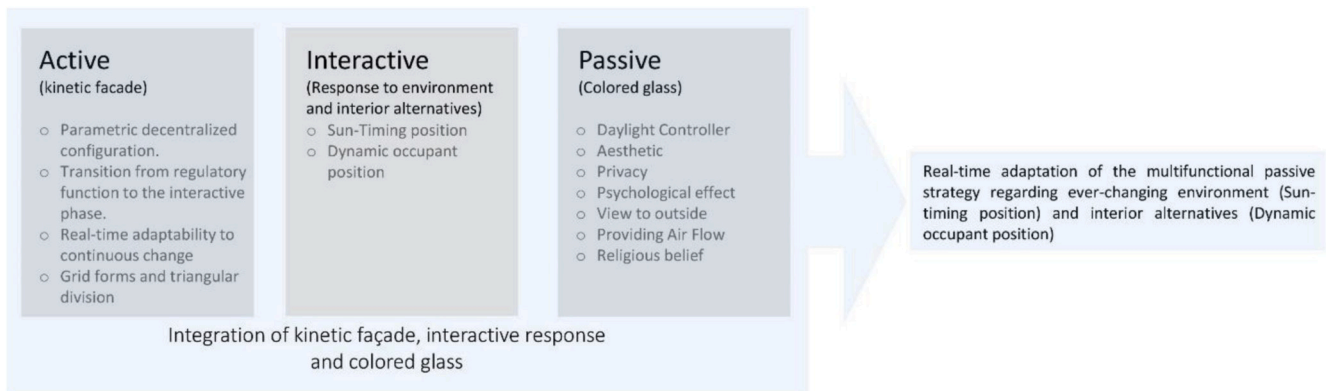 Active
(kinetic facade)
o Parametric decentralized
configuration.
o Transition from regulatory
function to the interactive
phase.
o Real-time adaptability to
continuous change
o Grid forms and triangular
division
Interactive
(Response to environment
and interior alternatives)
o Sun-Timing position
o Dynamic occupant
position
Passive
(Colored glass)
o Daylight Controller
o Aesthetic
o Privacy
o Psychological effect
o View to outside
o Providing Air Flow
o Religious belief
Integration of kinetic façade, interactive response
and colored glass
Real-time adaptation of the multifunctional passive
strategy regarding ever-changing environment (Sun-
timing position) and interior alternatives (Dynamic
occupant position)